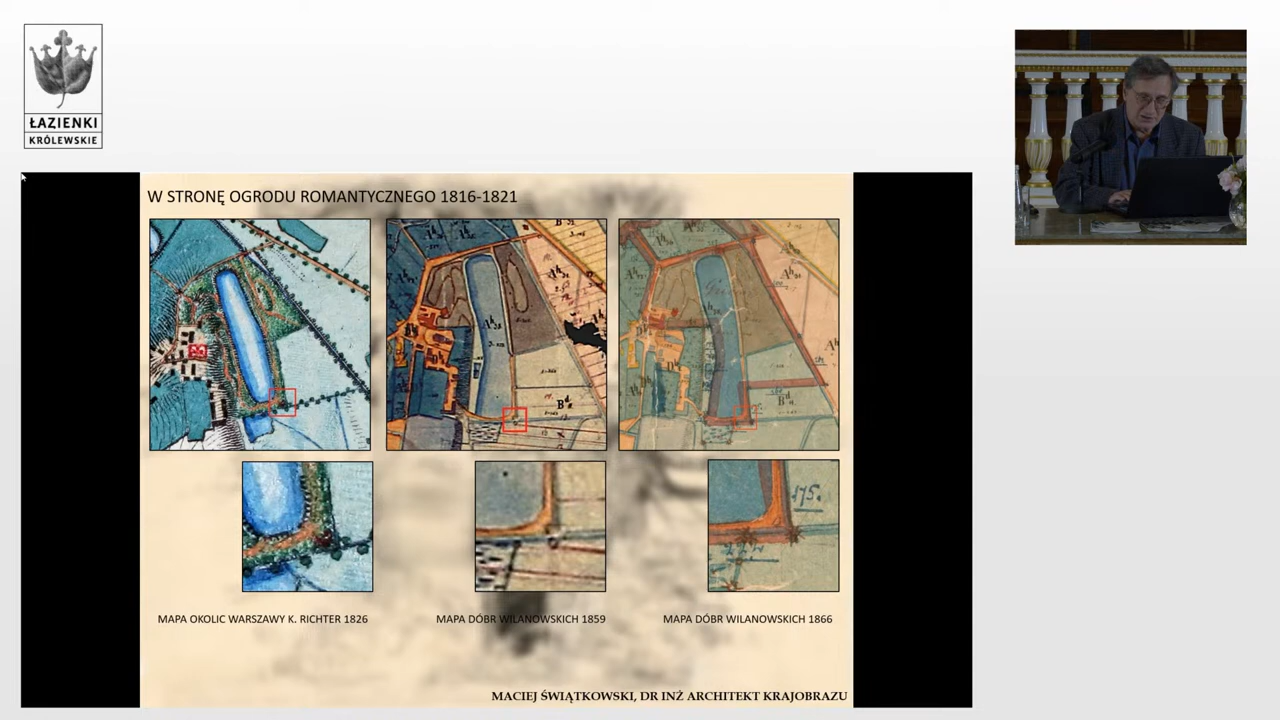 ŁAZIENKI
KRÓLEWSKIE
W STRONĘ OGRODU ROMANTYCZNEGO 1816-1821
175.
MAPA OKOLIC WARSZAWY K. RICHTER 1826
MAPA DÓBR WILANOWSKICH 1859
MAPA DÓBR WILANOWSKICH 1866
MACIEJ ŚWIĄTKOWSKI, DR INŻ ARCHITEKT KRAJOBRAZU